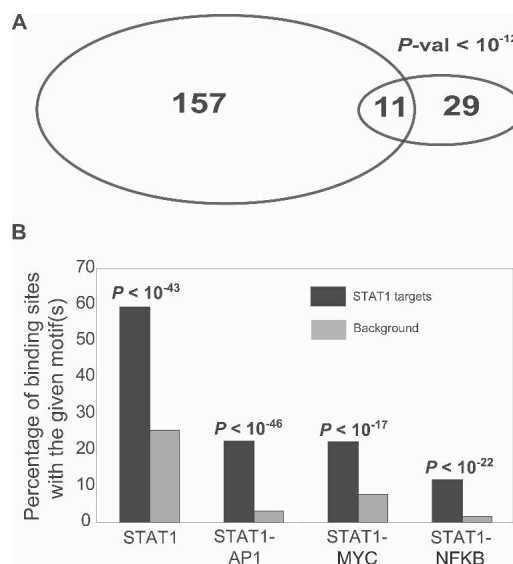 A
P-val < 10⁻¹²
157
11
29
B
Percentage of binding sites
with the given motif(s)
70
60
50
40
30
20
10
0
P < 10⁻⁴³
P < 10⁻⁴⁶
P < 10⁻¹⁷
P < 10⁻²²
STAT1 targets
Background
STAT1
STAT1-
AP1
STAT1-
MYC
STAT1-
NFKB